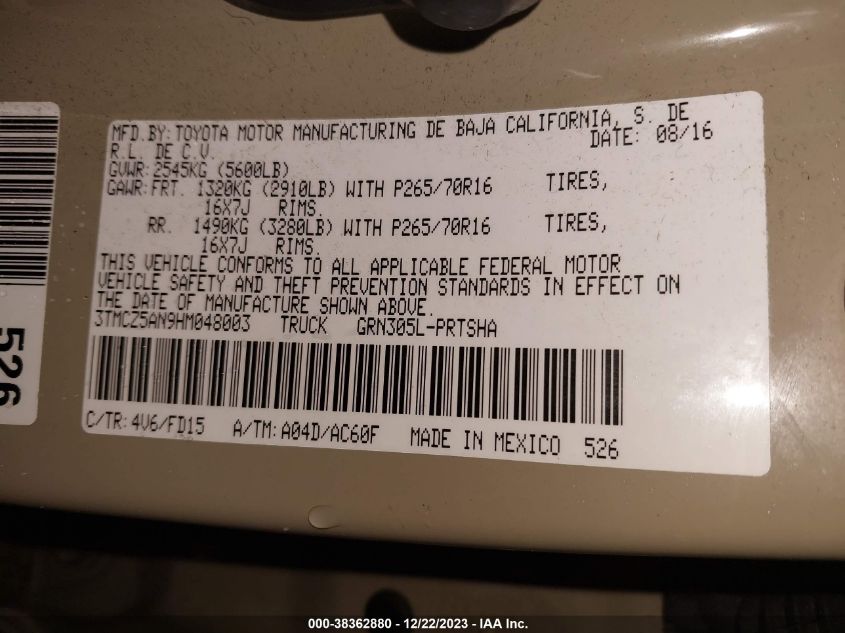 MFD.BY:TOYOTA MOTOR MANUFACTURING DE BAJA CALIFORNIA, S. DE
R.L. DE C.V. DATE: 08/16
GVWR:2545KG (5600LB)
GAWR:FRT. 1320KG (2910LB) WITH P265/70R16 TIRES,
16X7J RIMS.
RR. 1490KG (3280LB) WITH P265/70R16 TIRES,
16X7J RIMS.
THIS VEHICLE CONFORMS TO ALL APPLICABLE FEDERAL MOTOR
VEHICLE SAFETY AND THEFT PREVENTION STANDARDS IN EFFECT ON
THE DATE OF MANUFACTURE SHOWN ABOVE.
3TMCZ5AN9HM048003 TRUCK GRN305L-PRTSHA
C/TR:4V6/FD15 A/TM:A04D/AC60F MADE IN MEXICO 526
526
000-38362880 - 12/22/2023 - IAA Inc.